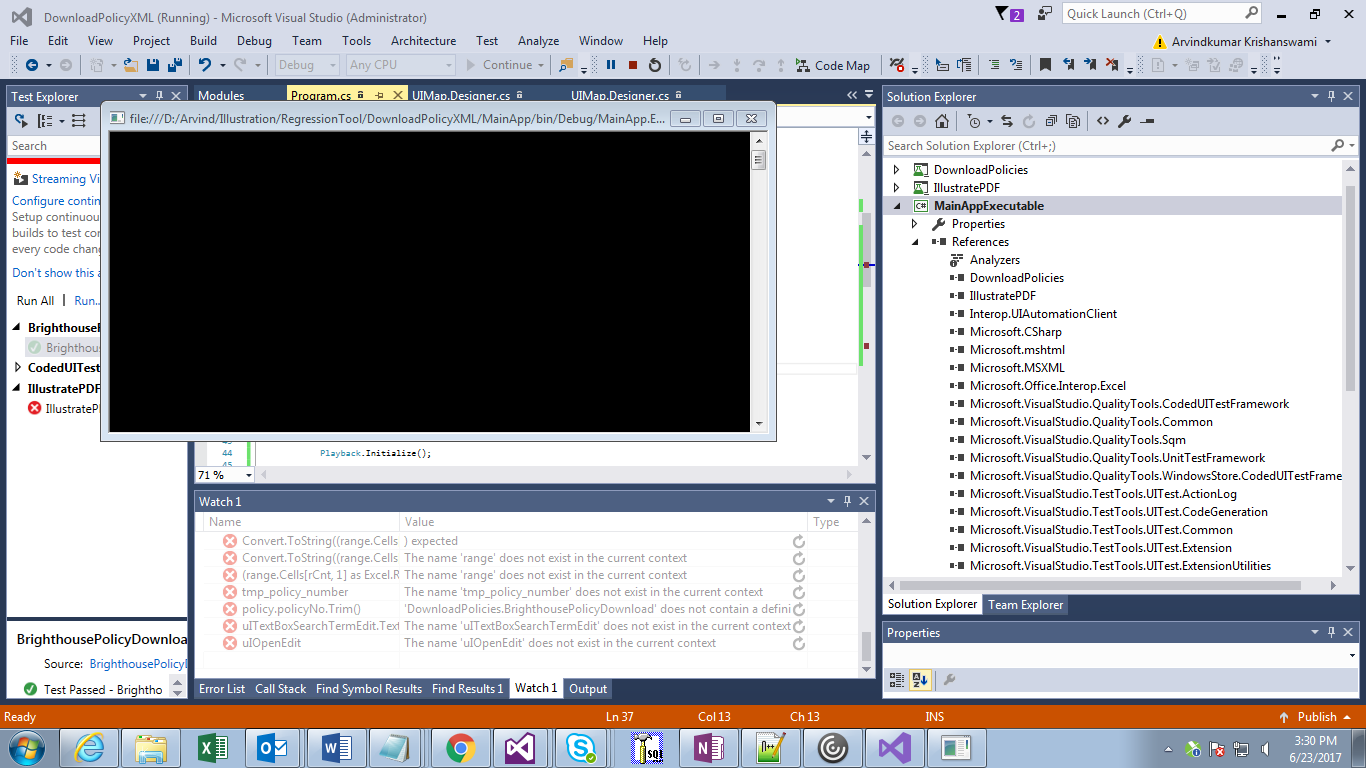 DownloadPolicyXML (Running) - Microsoft Visual Studio (Administrator)
2
Quick Launch (Ctrl+Q)
File Edit View Project Build Debug Team Tools Architecture Test Analyze Window Help
Arvindkumar Krishanswami
Debug Any CPU Continue Code Map
Test Explorer
Modules Program.cs UIMap.Designer.cs UIMap.Designer.cs
file:///D:/Arvind/Illustration/RegressionTool/DownloadPolicyXML/MainApp/bin/Debug/MainApp.E...
Search
Streaming Vi
Configure contin
Setup continuous
builds to test con
every code chang
Don't show this a
Run All | Run...
BrighthouseP
Brighthous
CodedUITest
IllustratePDF
IllustratePI
44 Playback.Initialize();
45
71 %
BrighthousePolicyDownloa
Source: BrighthousePolicyD
Test Passed - Brightho
Watch 1
Name Value Type
Convert.ToString((range.Cells ) expected
Convert.ToString((range.Cells The name 'range' does not exist in the current context
(range.Cells[rCnt, 1] as Excel.R The name 'range' does not exist in the current context
tmp_policy_number The name 'tmp_policy_number' does not exist in the current context
policy.policyNo.Trim() 'DownloadPolicies.BrighthousePolicyDownload' does not contain a defini
uITextBoxSearchTermEdit.Text The name 'uITextBoxSearchTermEdit' does not exist in the current context
uIOpenEdit The name 'uIOpenEdit' does not exist in the current context
Error List Call Stack Find Symbol Results Find Results 1 Watch 1 Output
Solution Explorer
Search Solution Explorer (Ctrl+;)
DownloadPolicies
IllustratePDF
C# MainAppExecutable
Properties
References
Analyzers
DownloadPolicies
IllustratePDF
Interop.UIAutomationClient
Microsoft.CSharp
Microsoft.mshtml
Microsoft.MSXML
Microsoft.Office.Interop.Excel
Microsoft.VisualStudio.QualityTools.CodedUITestFramework
Microsoft.VisualStudio.QualityTools.Common
Microsoft.VisualStudio.QualityTools.Sqm
Microsoft.VisualStudio.QualityTools.UnitTestFramework
Microsoft.VisualStudio.QualityTools.WindowsStore.CodedUITestFrame
Microsoft.VisualStudio.TestTools.UITest.ActionLog
Microsoft.VisualStudio.TestTools.UITest.CodeGeneration
Microsoft.VisualStudio.TestTools.UITest.Common
Microsoft.VisualStudio.TestTools.UITest.Extension
Microsoft.VisualStudio.TestTools.UITest.ExtensionUtilities
Solution Explorer Team Explorer
Properties
Ready Ln 37 Col 13 Ch 13 INS Publish
3:30 PM
6/23/2017